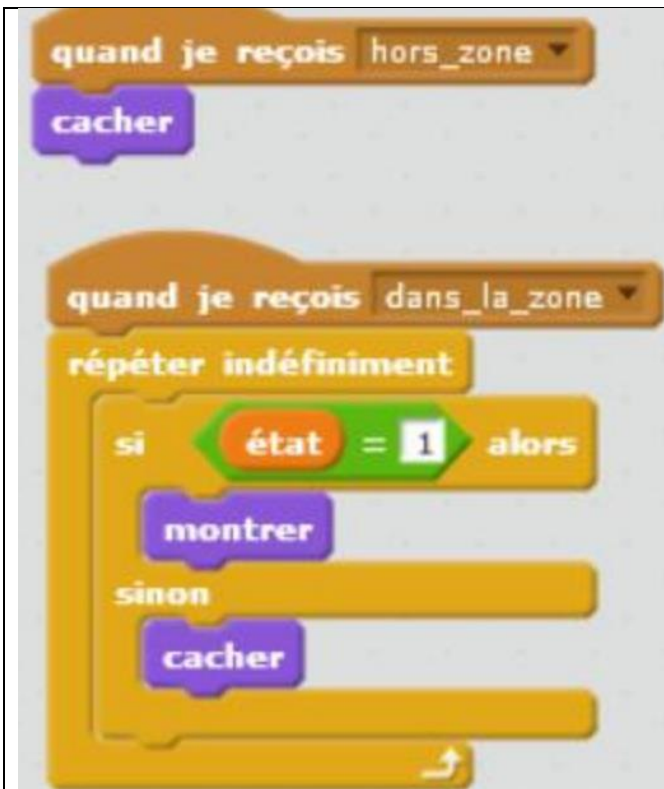 quand je reçois hors_zone
cacher
quand je reçois dans_la_zone
répéter indéfiniment
si état = 1 alors
montrer
sinon
cacher